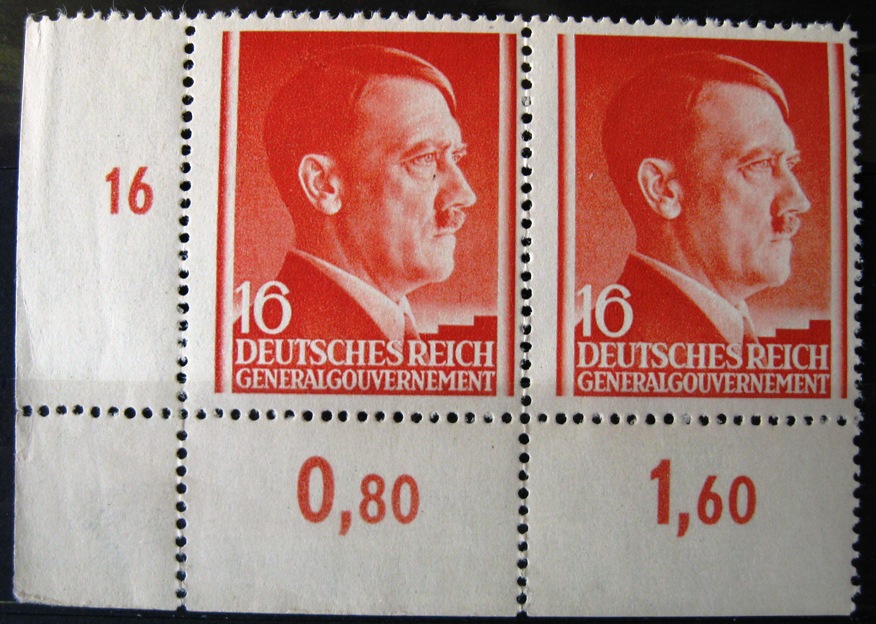 16
16
DEUTSCHES REICH
GENERALGOUVERNEMENT
16
DEUTSCHES REICH
GENERALGOUVERNEMENT
0,80
1,60